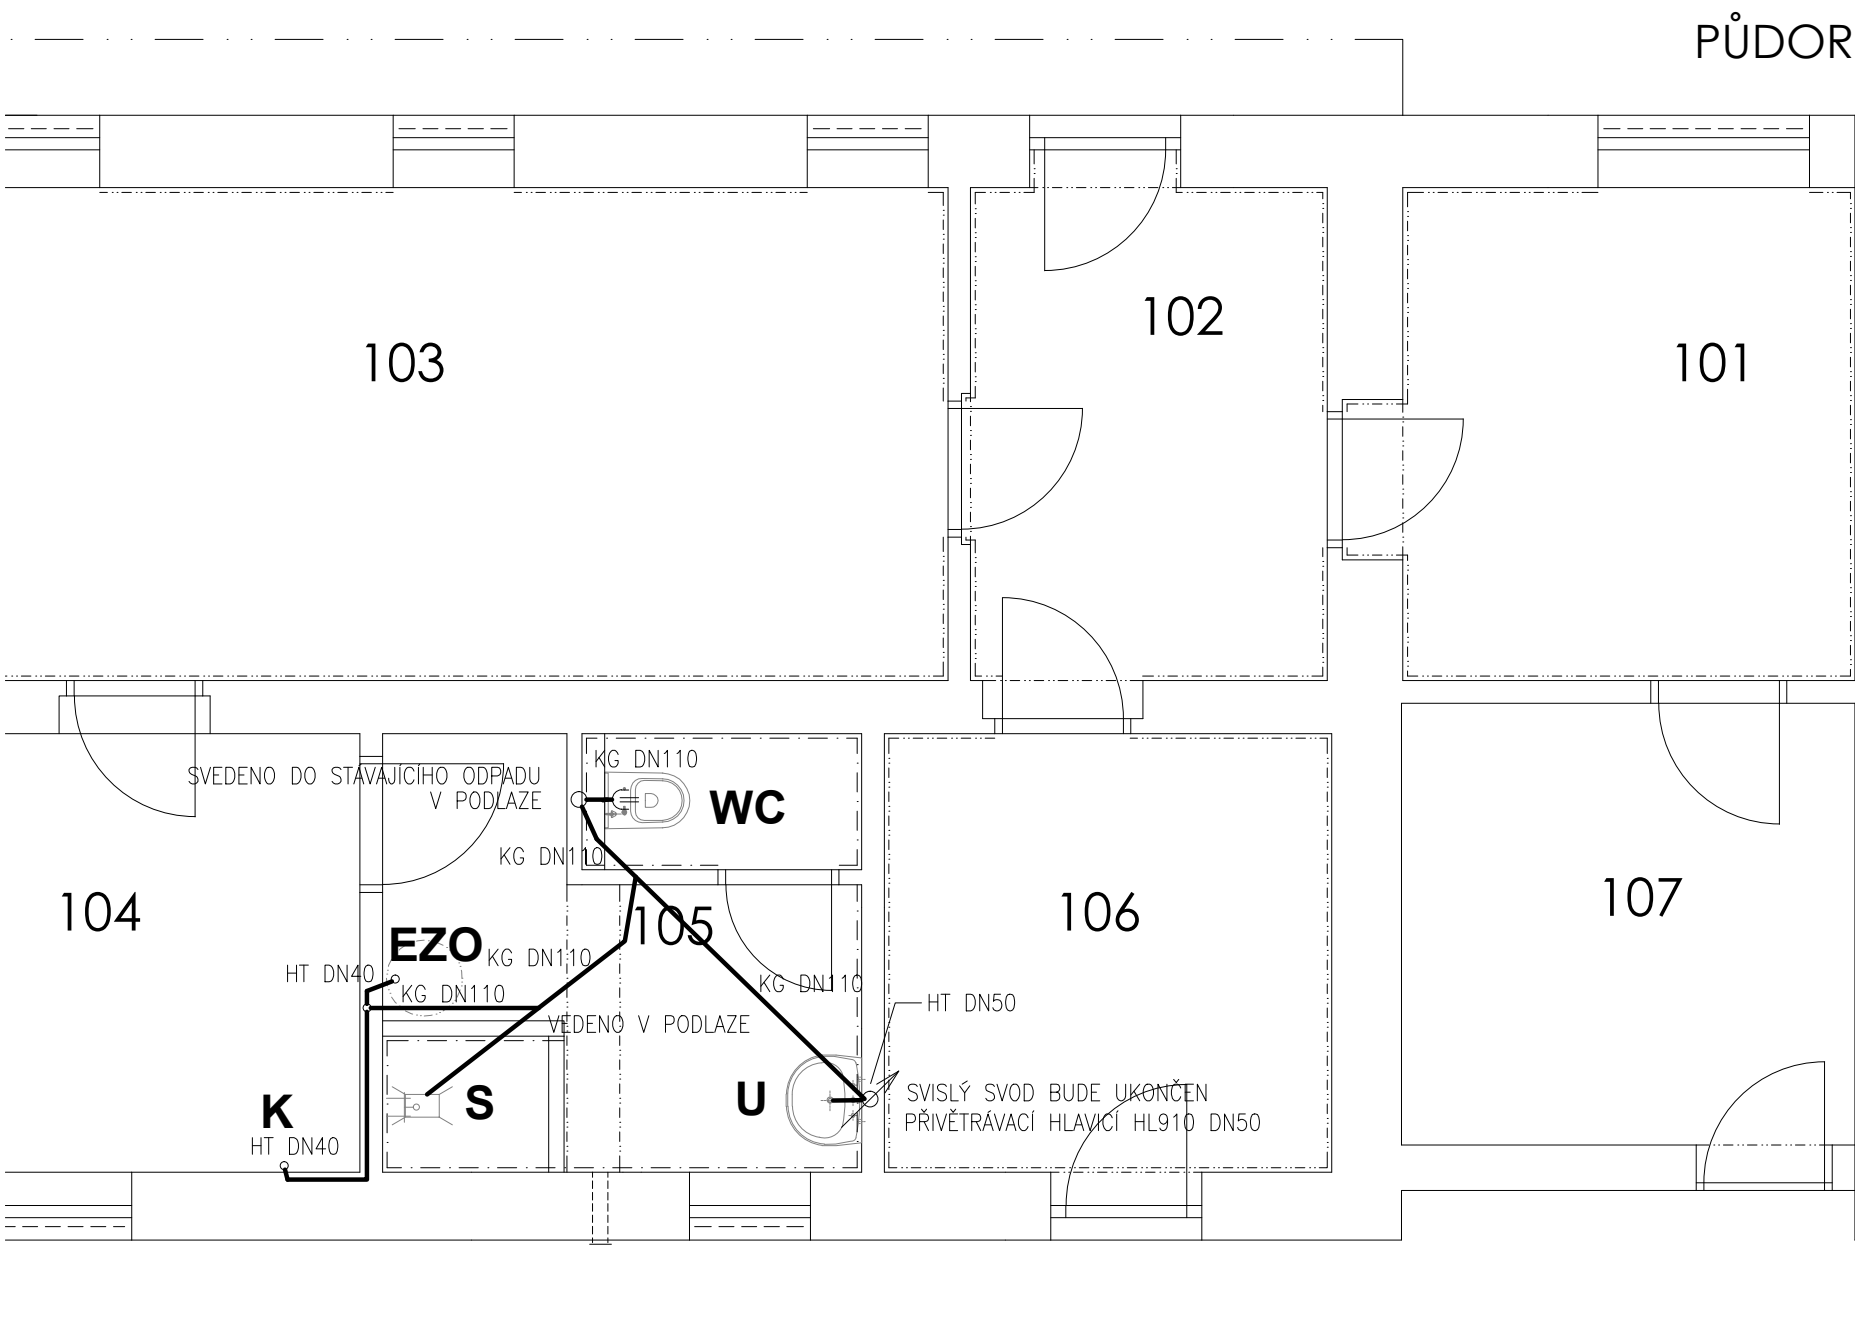 PŮDOR
102
103
101
KG DN110
SVEDENO DO STÁVAJÍCÍHO ODPADU
V PODLAZE
WC
KG DN110
104
105
106
107
EZO
KG DN110
HT DN40
KG DN110
KG DN110
HT DN50
VEDENO V PODLAZE
S
U
SVISLÝ SVOD BUDE UKONČEN
PŘIVĚTRÁVACÍ HLAVICÍ HL910 DN50
K
HT DN40